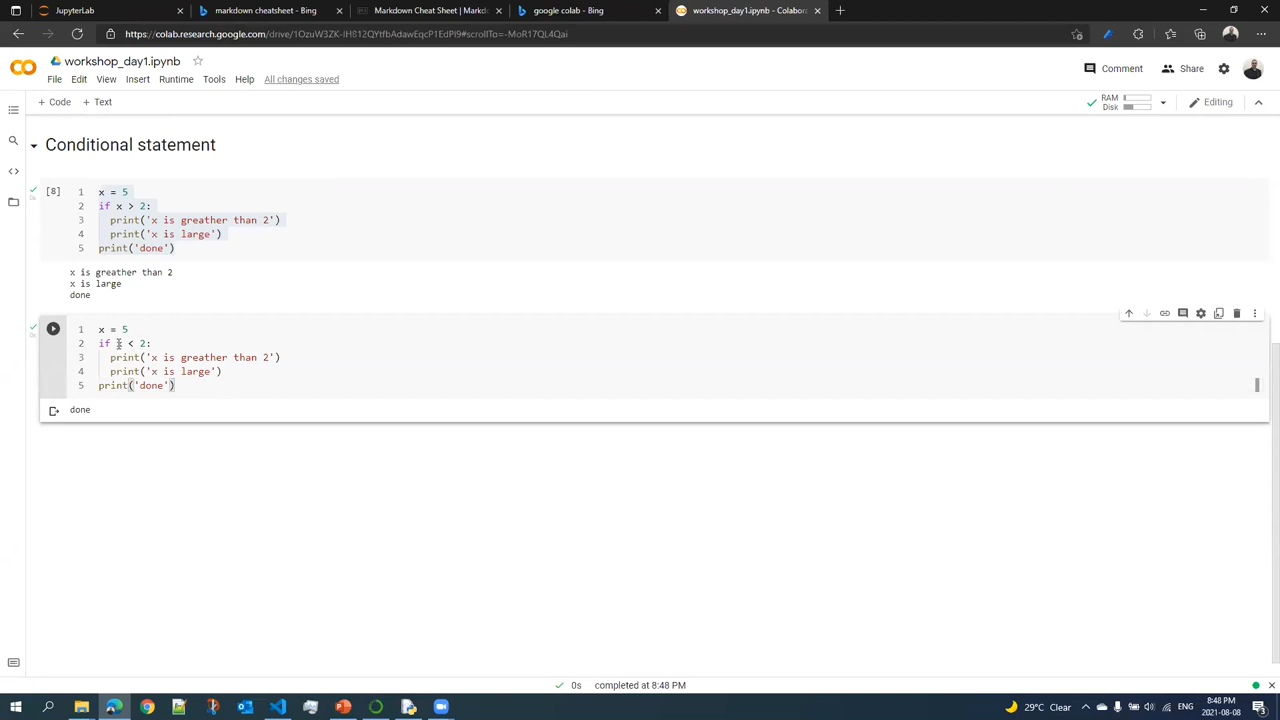 JupyterLab
markdown cheatsheet - Bing
Markdown Cheat Sheet | Markd
google colab - Bing
workshop_day1.ipynb - Colabora
https://colab.research.google.com/drive/1OzuW3ZK-iH812QYtfbAdawEqcP1EdPI9#scrollTo=-MoR17QL4Qai
workshop_day1.ipynb
File Edit View Insert Runtime Tools Help All changes saved
Comment Share
+ Code + Text
RAM
Disk
Editing
Conditional statement
[8]
1 x = 5
2 if x > 2:
3 print('x is greather than 2')
4 print('x is large')
5 print('done')
0s
x is greather than 2
x is large
done
1 x = 5
2 if x < 2:
3 print('x is greather than 2')
4 print('x is large')
5 print('done')
0s
done
0s completed at 8:48 PM
29°C Clear
ENG
8:48 PM
2021-08-08
3